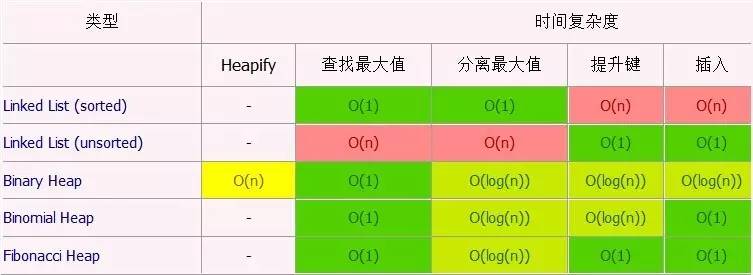 类型 时间复杂度
Heapify 查找最大值 分离最大值 提升键 插入
Linked List (sorted) - O(1) O(1) O(n) O(n)
Linked List (unsorted) - O(n) O(n) O(1) O(1)
Binary Heap O(n) O(1) O(log(n)) O(log(n)) O(log(n))
Binomial Heap - O(1) O(log(n)) O(log(n)) O(1)
Fibonacci Heap - O(1) O(log(n)) O(1) O(1)